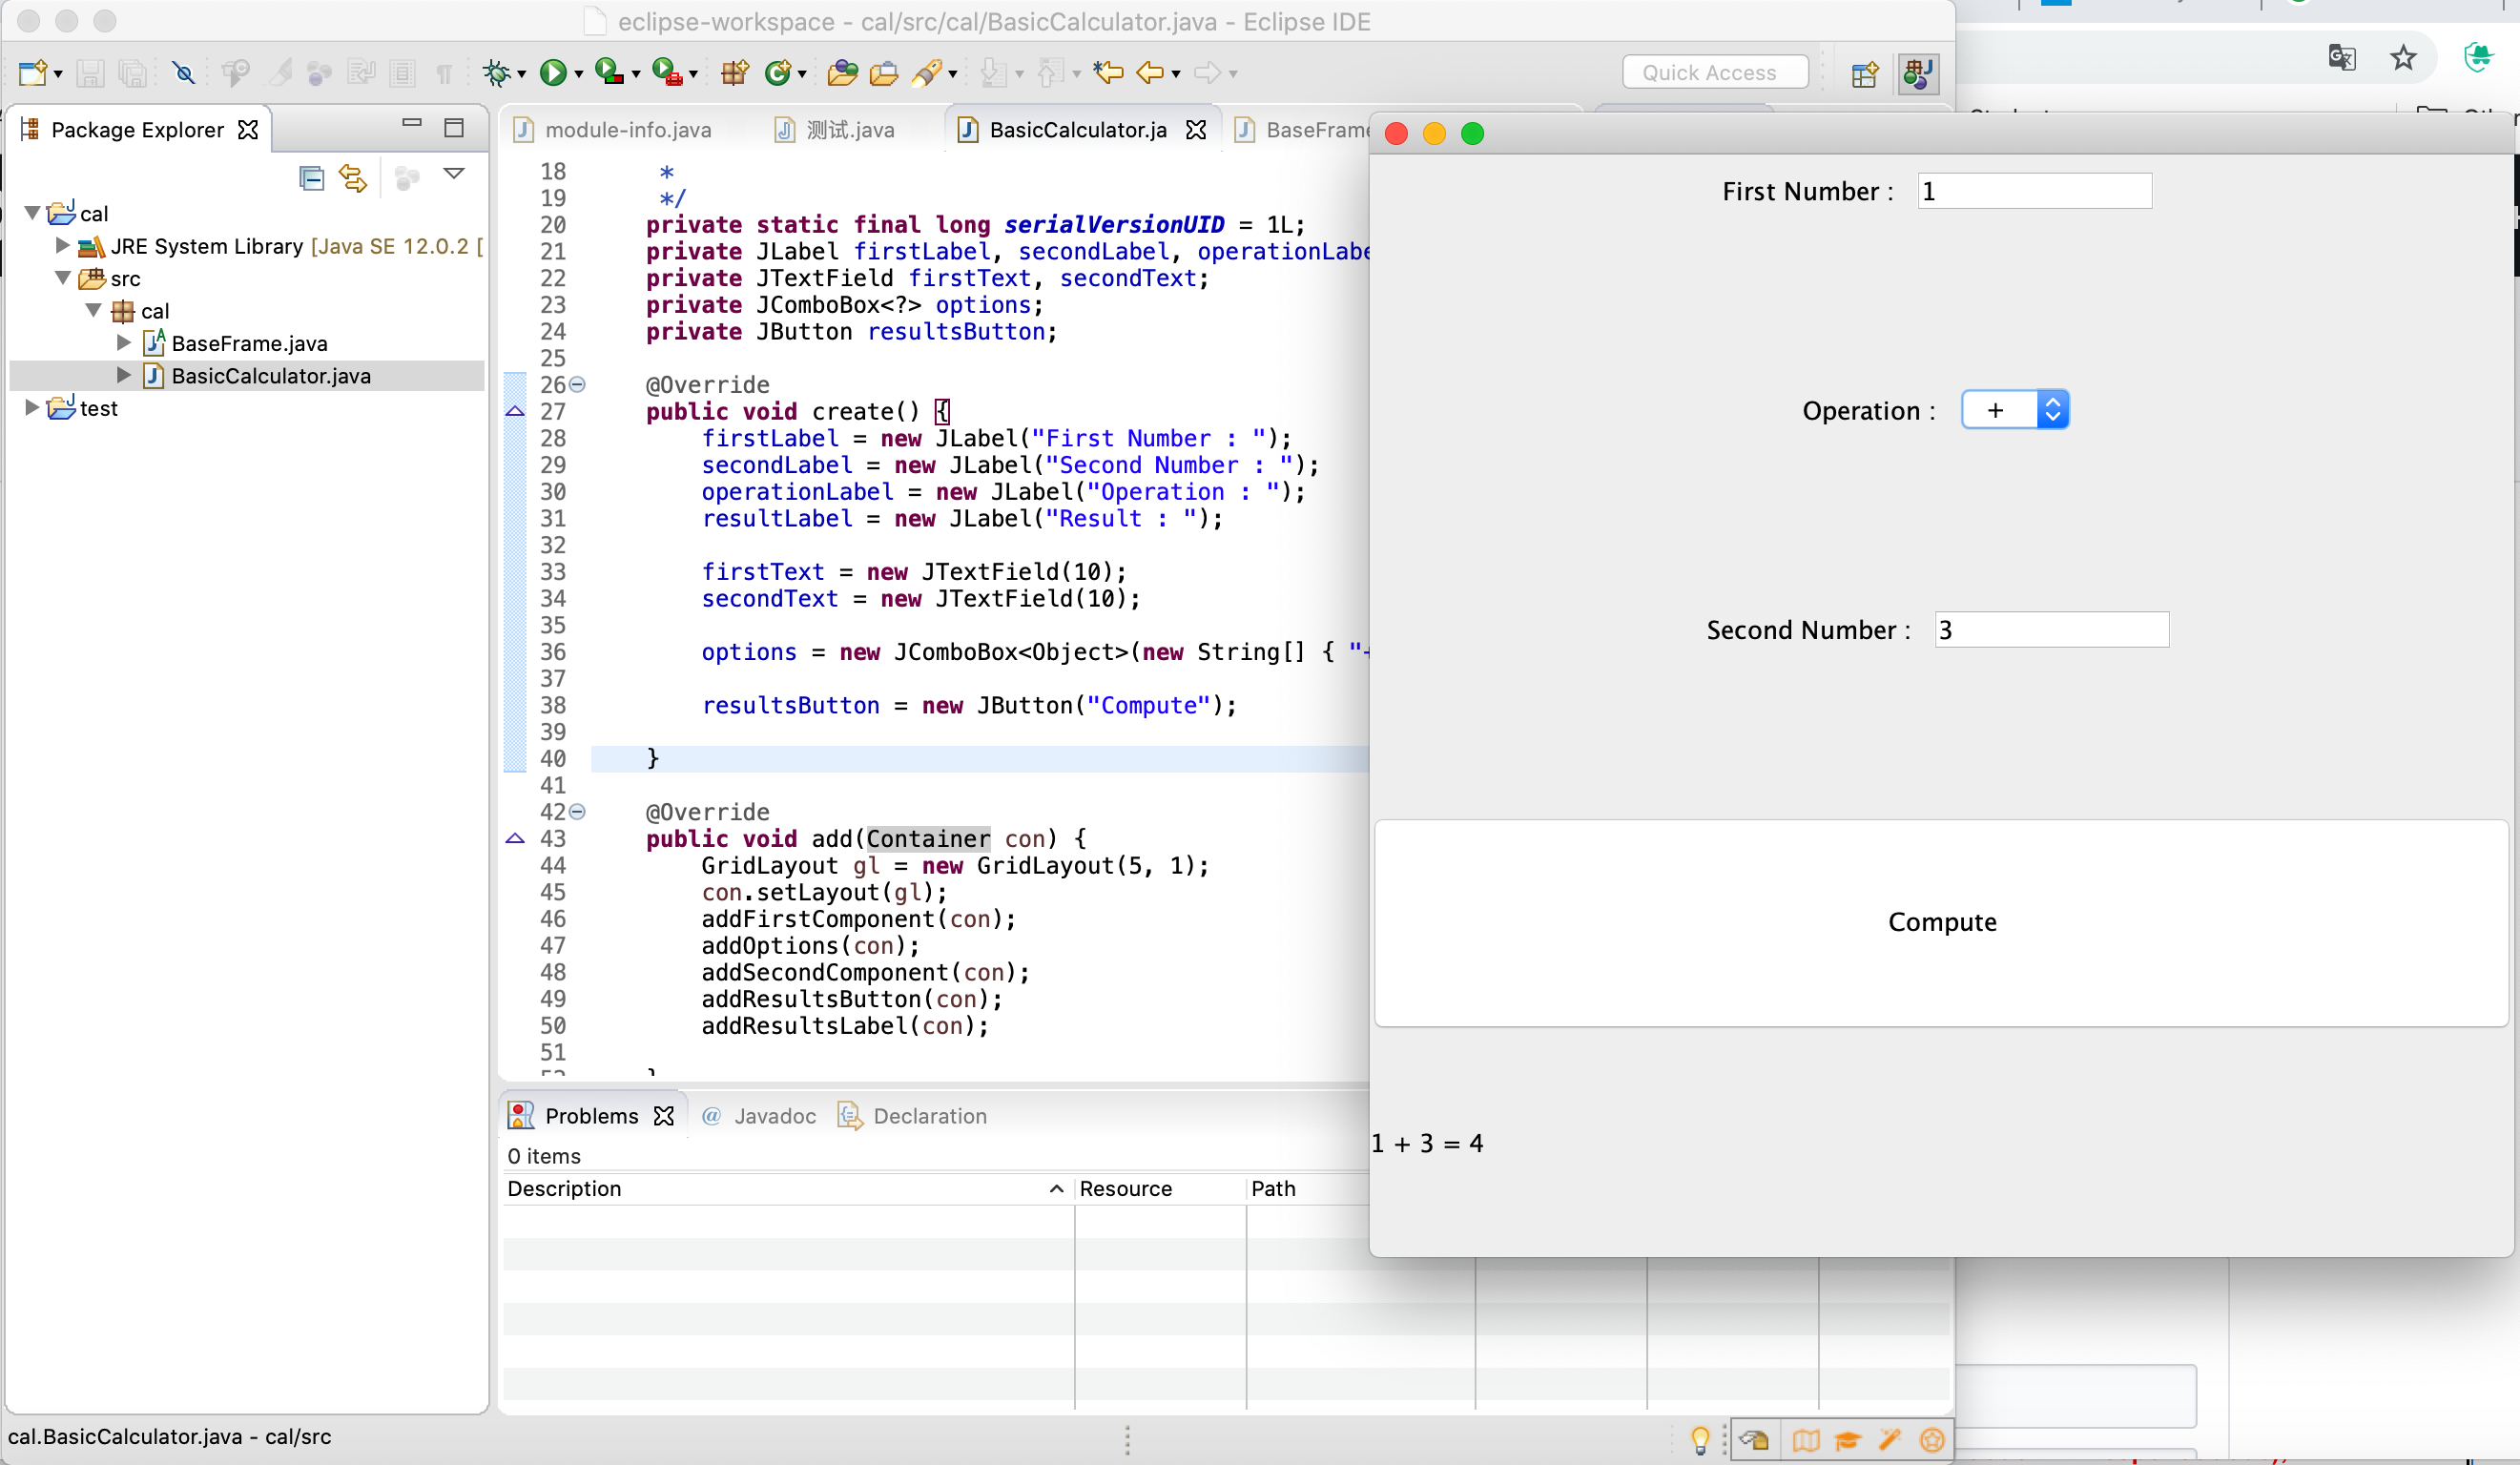 eclipse-workspace - cal/src/cal/BasicCalculator.java - Eclipse IDE
Quick Access
Package Explorer
cal
JRE System Library [Java SE 12.0.2 [
src
cal
BaseFrame.java
BasicCalculator.java
test
module-info.java
测试.java
BasicCalculator.ja
BaseFrame
18 *
19 */
20 private static final long serialVersionUID = 1L;
21 private JLabel firstLabel, secondLabel, operationLabe
22 private JTextField firstText, secondText;
23 private JComboBox<?> options;
24 private JButton resultsButton;
25
26 @Override
27 public void create() {
28 firstLabel = new JLabel("First Number : ");
29 secondLabel = new JLabel("Second Number : ");
30 operationLabel = new JLabel("Operation : ");
31 resultLabel = new JLabel("Result : ");
32
33 firstText = new JTextField(10);
34 secondText = new JTextField(10);
35
36 options = new JComboBox<Object>(new String[] { "+
37
38 resultsButton = new JButton("Compute");
39
40 }
41
42 @Override
43 public void add(Container con) {
44 GridLayout gl = new GridLayout(5, 1);
45 con.setLayout(gl);
46 addFirstComponent(con);
47 addOptions(con);
48 addSecondComponent(con);
49 addResultsButton(con);
50 addResultsLabel(con);
51
Problems
@ Javadoc
Declaration
0 items
Description
Resource
Path
cal.BasicCalculator.java - cal/src
First Number : 1
Operation : +
Second Number : 3
Compute
1 + 3 = 4